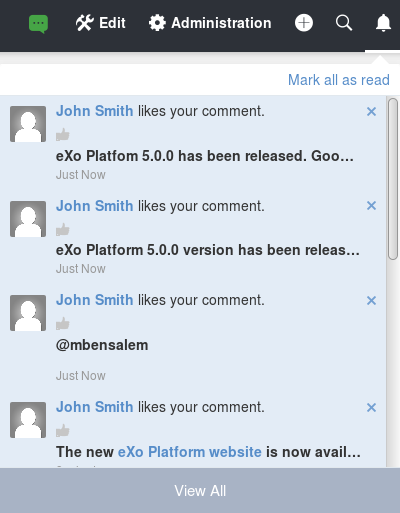 Edit
Administration
Mark all as read
John Smith likes your comment.
eXo Platfom 5.0.0 has been released. Goo…
Just Now
John Smith likes your comment.
eXo Platform 5.0.0 version has been releas…
Just Now
John Smith likes your comment.
@mbensalem
Just Now
John Smith likes your comment.
The new eXo Platform website is now avail…
View All